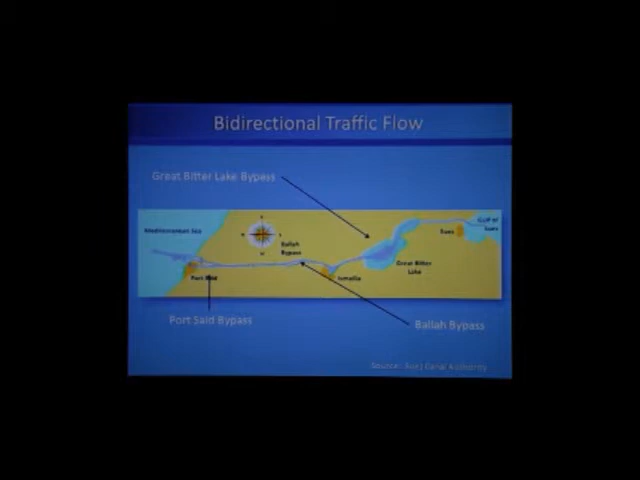 Bidirectional Traffic Flow
Great Bitter Lake Bypass
Mediterranean Sea
Ballah
Bypass
Gulf of
Suez
Suez
Great Bitter
Lake
Port Said
Ismailia
Port Said Bypass
Ballah Bypass
Source: Suez Canal Authority